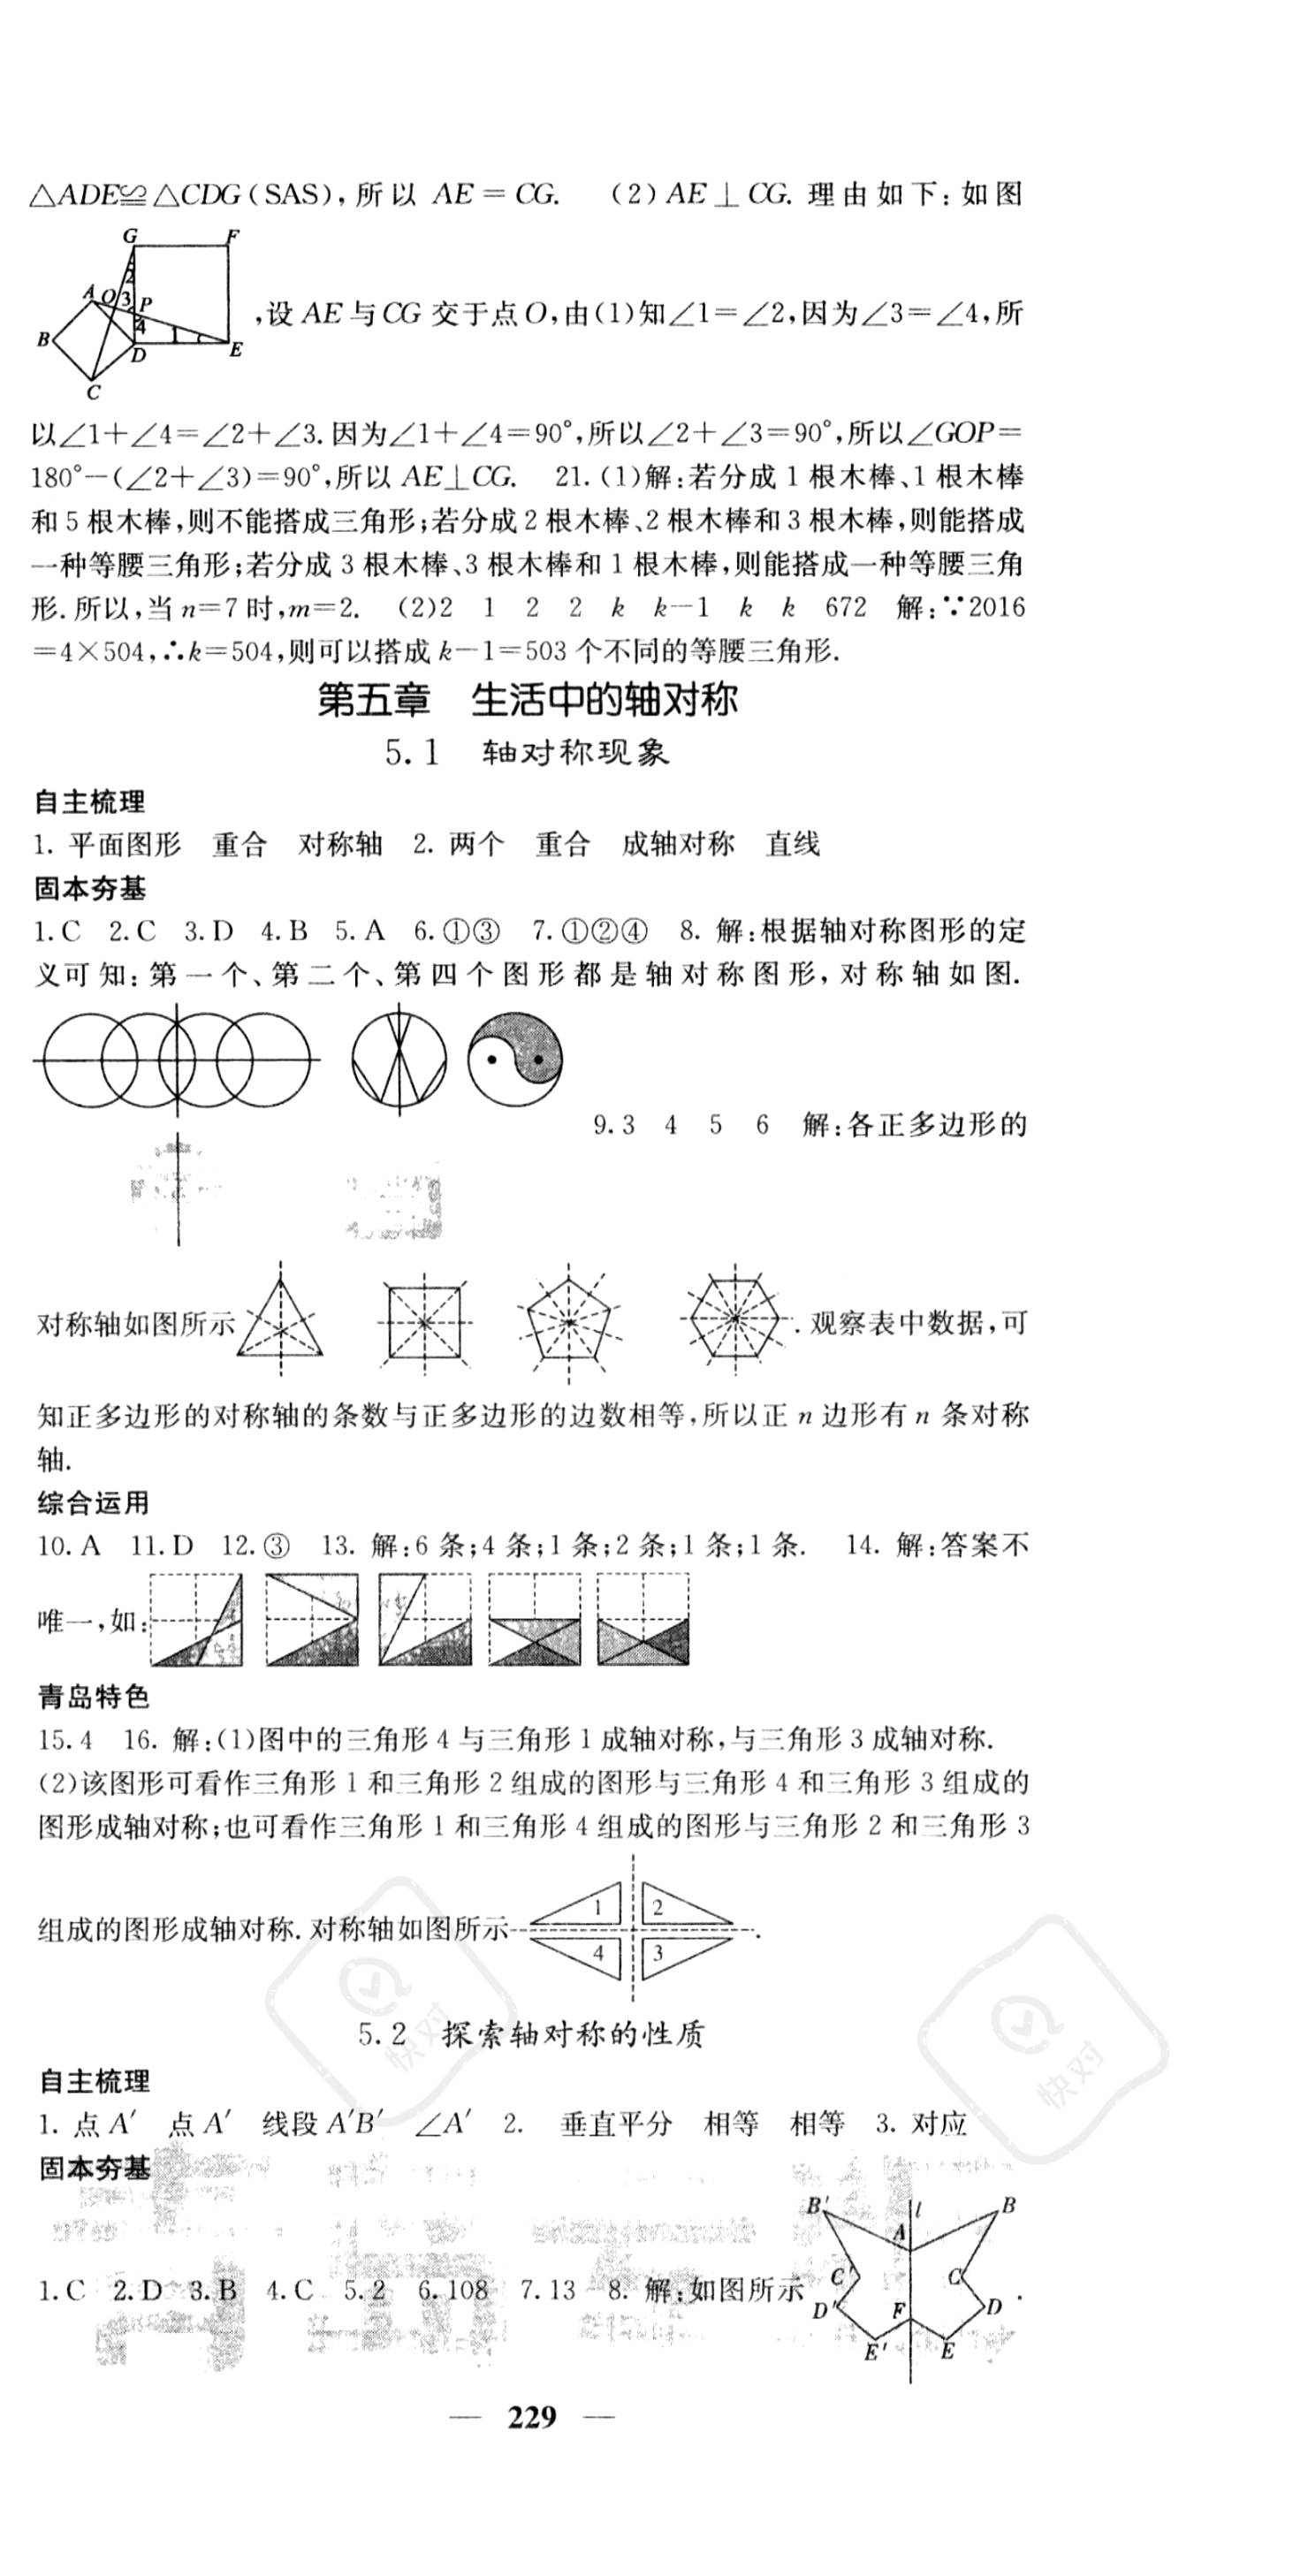 △ADE≌△CDG(SAS),所以 AE=CG. (2)AE⊥CG.理由如下:如图
G F
A O 2 3 P
,设 AE 与 CG 交于点 O,由(1)知∠1=∠2,因为∠3=∠4,所
B 4 1 D E
C
以∠1+∠4=∠2+∠3.因为∠1+∠4=90°,所以∠2+∠3=90°,所以∠GOP=
180°-(∠2+∠3)=90°,所以 AE⊥CG. 21.(1)解:若分成 1 根木棒、1 根木棒
和 5 根木棒,则不能搭成三角形;若分成 2 根木棒、2 根木棒和 3 根木棒,则能搭成
一种等腰三角形;若分成 3 根木棒、3 根木棒和 1 根木棒,则能搭成一种等腰三角
形.所以,当 n=7 时,m=2. (2)2 1 2 2 k k-1 k k 672 解:∵2016
=4×504,∴k=504,则可以搭成 k-1=503 个不同的等腰三角形.
第五章 生活中的轴对称
5.1 轴对称现象
自主梳理
1. 平面图形 重合 对称轴 2. 两个 重合 成轴对称 直线
固本夯基
1.C 2.C 3.D 4.B 5.A 6.①③ 7.①②④ 8. 解:根据轴对称图形的定
义可知:第一个、第二个、第四个图形都是轴对称图形,对称轴如图.
9.3 4 5 6 解:各正多边形的
对称轴如图所示 .观察表中数据,可
知正多边形的对称轴的条数与正多边形的边数相等,所以正 n 边形有 n 条对称
轴.
综合运用
10.A 11.D 12.③ 13. 解:6 条;4 条;1 条;2 条;1 条;1 条. 14. 解:答案不
唯一,如:
青岛特色
15.4 16. 解:(1)图中的三角形 4 与三角形 1 成轴对称,与三角形 3 成轴对称.
(2)该图形可看作三角形 1 和三角形 2 组成的图形与三角形 4 和三角形 3 组成的
图形成轴对称;也可看作三角形 1 和三角形 4 组成的图形与三角形 2 和三角形 3
1 2
组成的图形成轴对称.对称轴如图所示 .
4 3
5.2 探索轴对称的性质
自主梳理
1. 点 A′ 点 A′ 线段 A′B′ ∠A′ 2. 垂直平分 相等 相等 3. 对应
固本夯基
B′ l B
A
1.C 2.D 3.B 4.C 5.2 6.108 7.13 8. 解:如图所示 C′ C .
D′ F D
E′ E
229
快对
快对